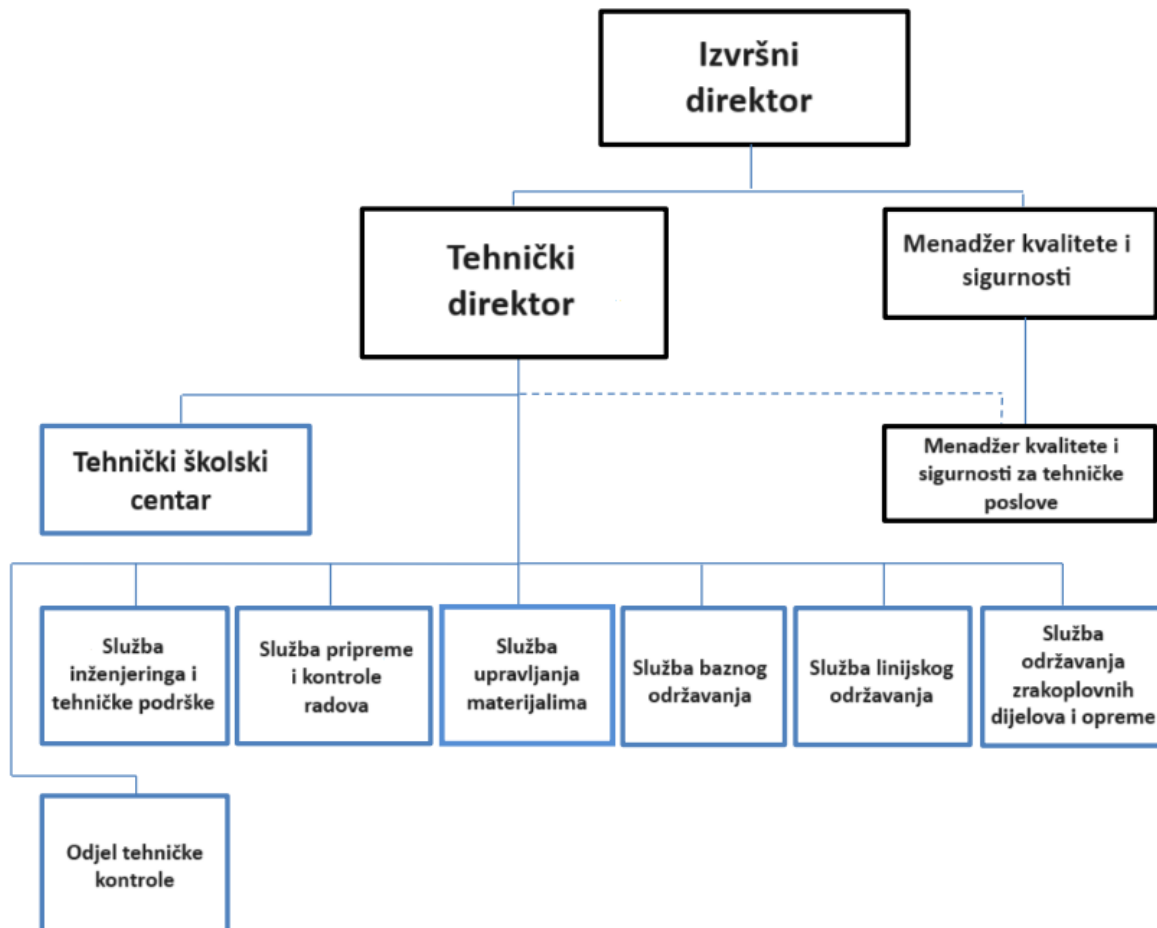 Izvršni
direktor
Tehnički
direktor
Menadžer kvalitete i
sigurnosti
Tehnički školski
centar
Menadžer kvalitete i
sigurnosti za tehničke
poslove
Služba
inženjeringa i
tehničke podrške
Služba pripreme
i kontrole
radova
Služba
upravljanja
materijalima
Služba baznog
održavanja
Služba linijskog
održavanja
Služba
održavanja
zrakoplovnih
dijelova i opreme
Odjel tehničke
kontrole